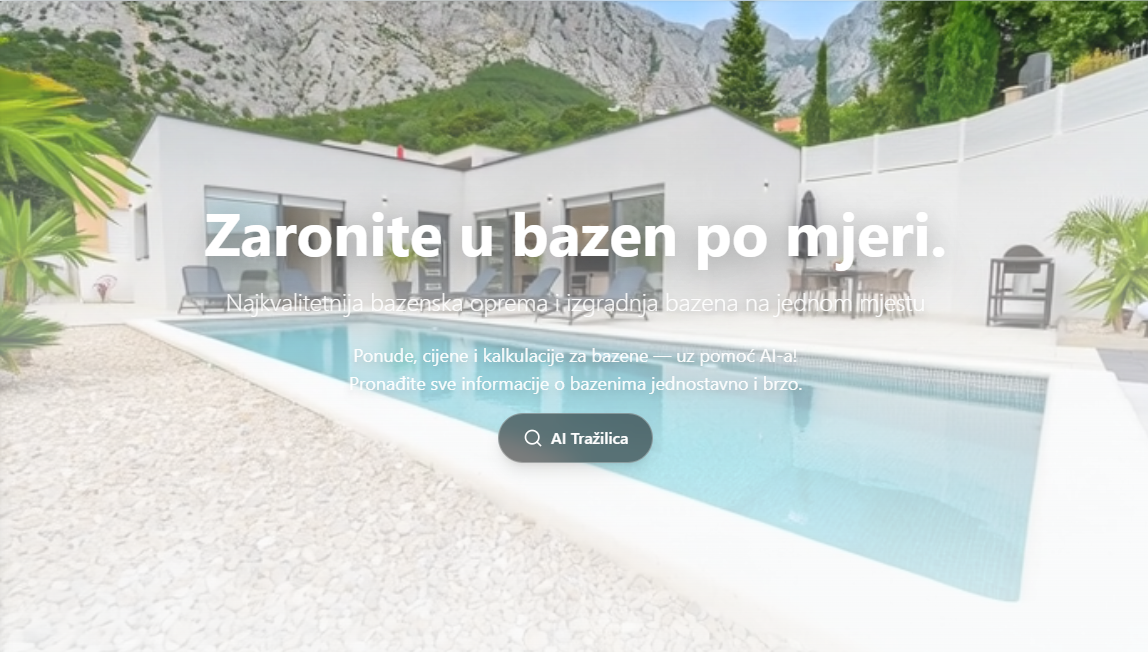 Zaronite u bazen po mjeri.
Najkvalitetnija bazenska oprema i izgradnja bazena na jednom mjestu
Ponude, cijene i kalkulacije za bazene — uz pomoć AI-a!
Pronađite sve informacije o bazenima jednostavno i brzo.
AI Tražilica